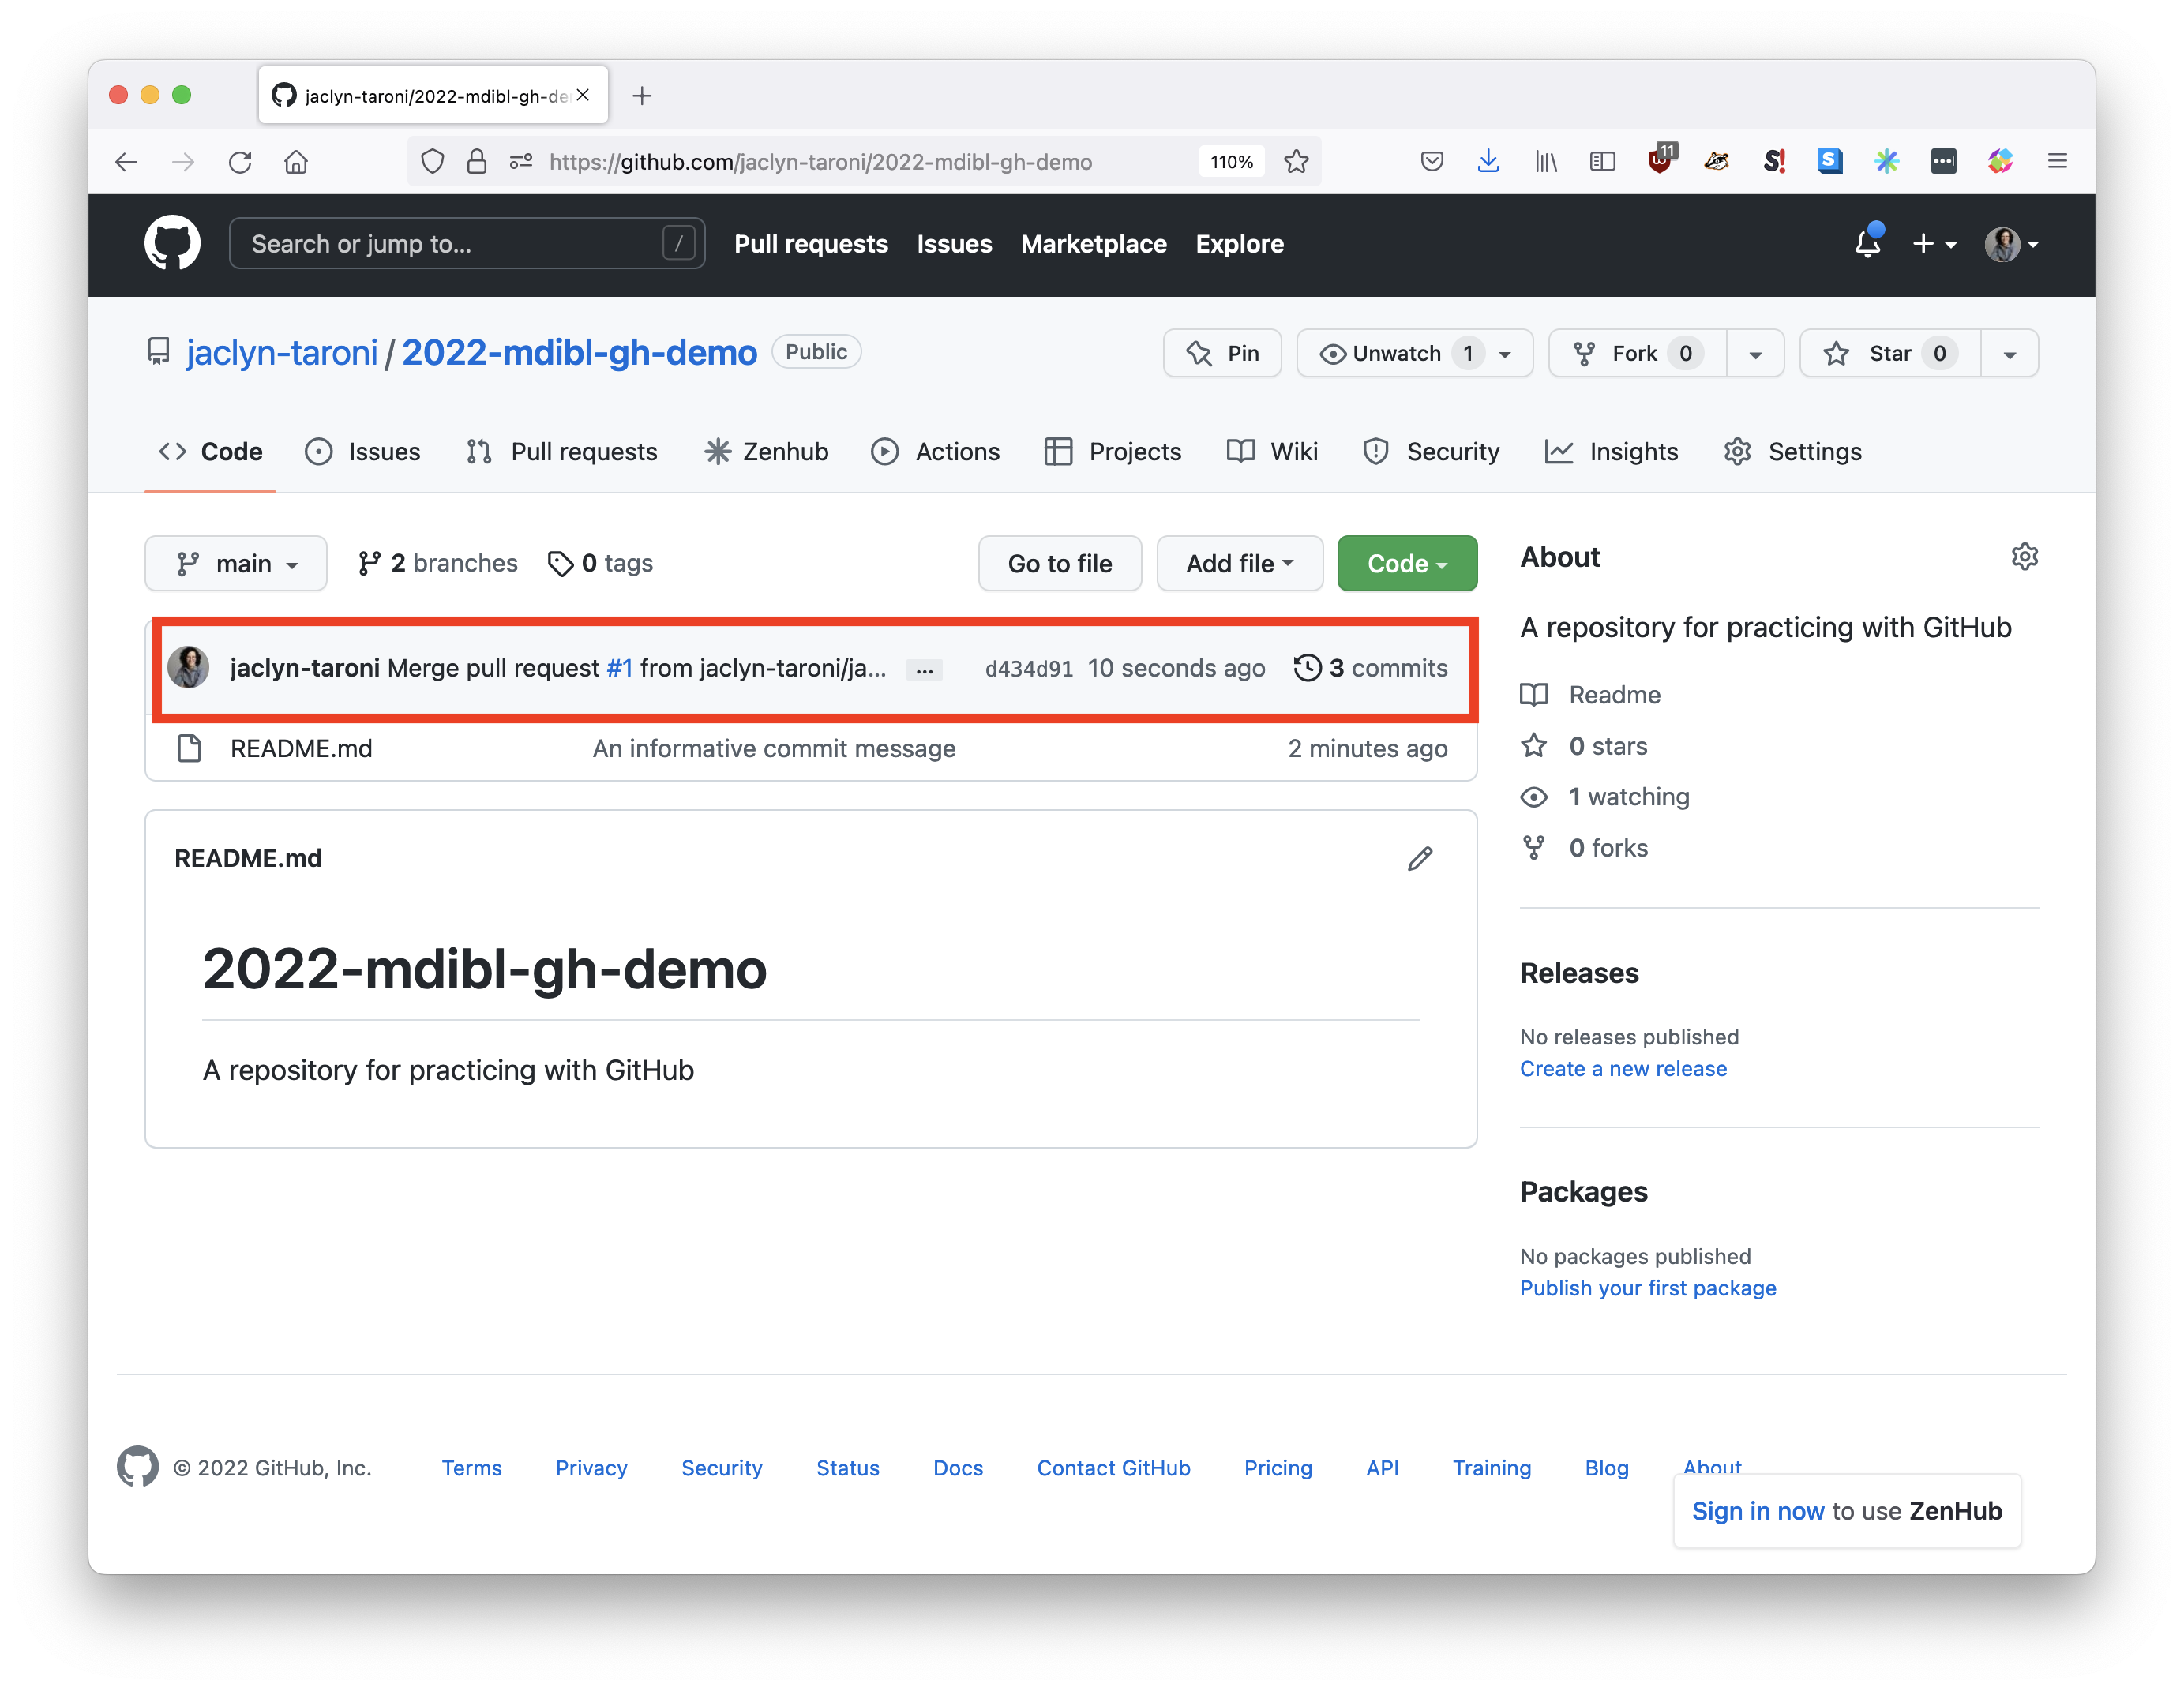 jaclyn-taroni/2022-mdibl-gh-de
https://github.com/jaclyn-taroni/2022-mdibl-gh-demo 110% 11 S! S
Search or jump to... / Pull requests Issues Marketplace Explore
jaclyn-taroni / 2022-mdibl-gh-demo Public Pin Unwatch 1 Fork 0 Star 0
Code Issues Pull requests Zenhub Actions Projects Wiki Security Insights Settings
main 2 branches 0 tags Go to file Add file Code
jaclyn-taroni Merge pull request #1 from jaclyn-taroni/ja... ... d434d91 10 seconds ago 3 commits
README.md An informative commit message 2 minutes ago
README.md
2022-mdibl-gh-demo
A repository for practicing with GitHub
About
A repository for practicing with GitHub
Readme
0 stars
1 watching
0 forks
Releases
No releases published
Create a new release
Packages
No packages published
Publish your first package
© 2022 GitHub, Inc. Terms Privacy Security Status Docs Contact GitHub Pricing API Training Blog About
Sign in now to use ZenHub